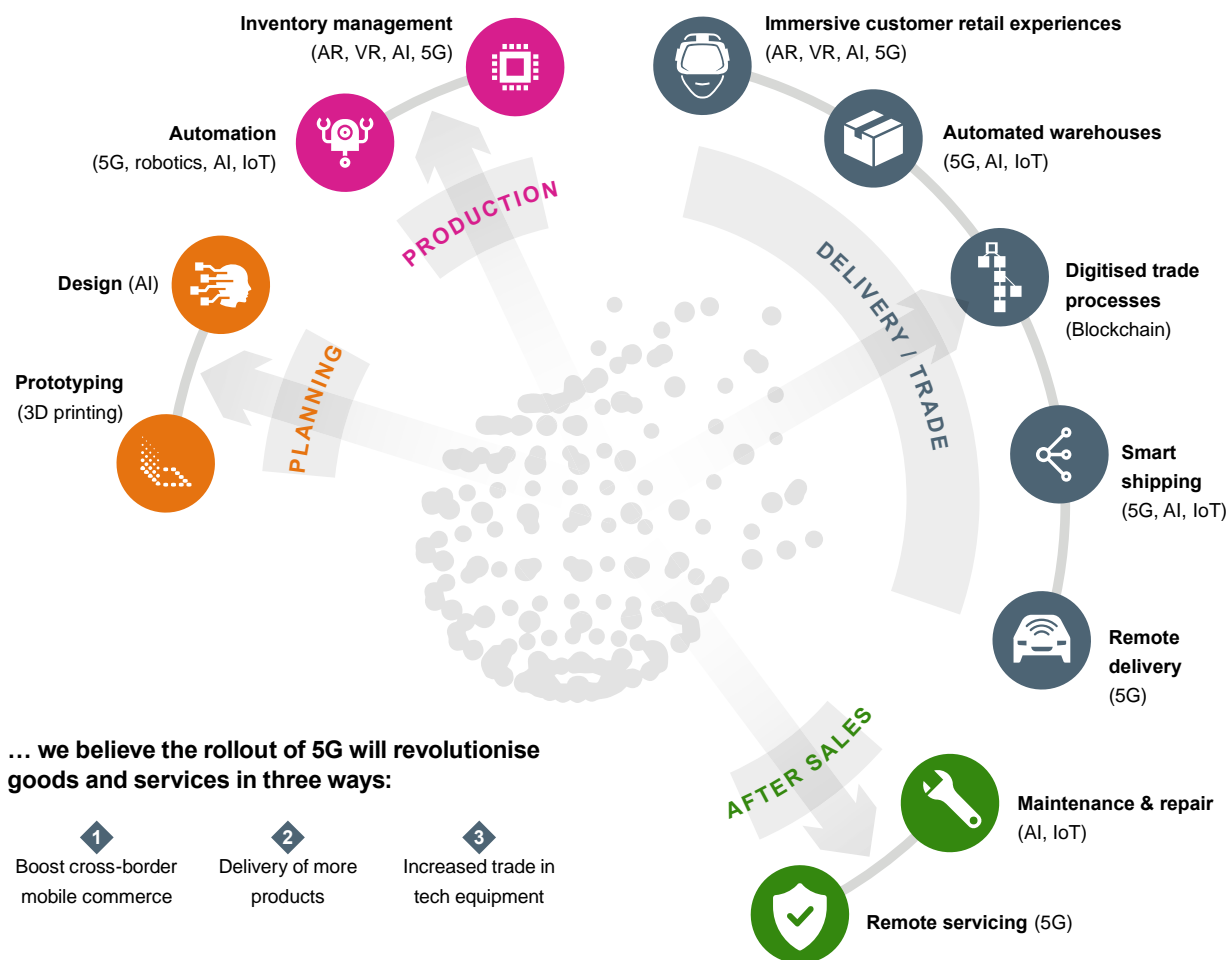 Inventory management
(AR, VR, AI, 5G)
Immersive customer retail experiences
(AR, VR, AI, 5G)
Automation
(5G, robotics, AI, IoT)
Automated warehouses
(5G, AI, IoT)
PRODUCTION
DELIVERY / TRADE
Design (AI)
Digitised trade
processes
(Blockchain)
PLANNING
Prototyping
(3D printing)
Smart
shipping
(5G, AI, IoT)
Remote
delivery
(5G)
AFTER SALES
… we believe the rollout of 5G will revolutionise
goods and services in three ways:
1
Boost cross-border
mobile commerce
2
Delivery of more
products
3
Increased trade in
tech equipment
Maintenance & repair
(AI, IoT)
Remote servicing (5G)